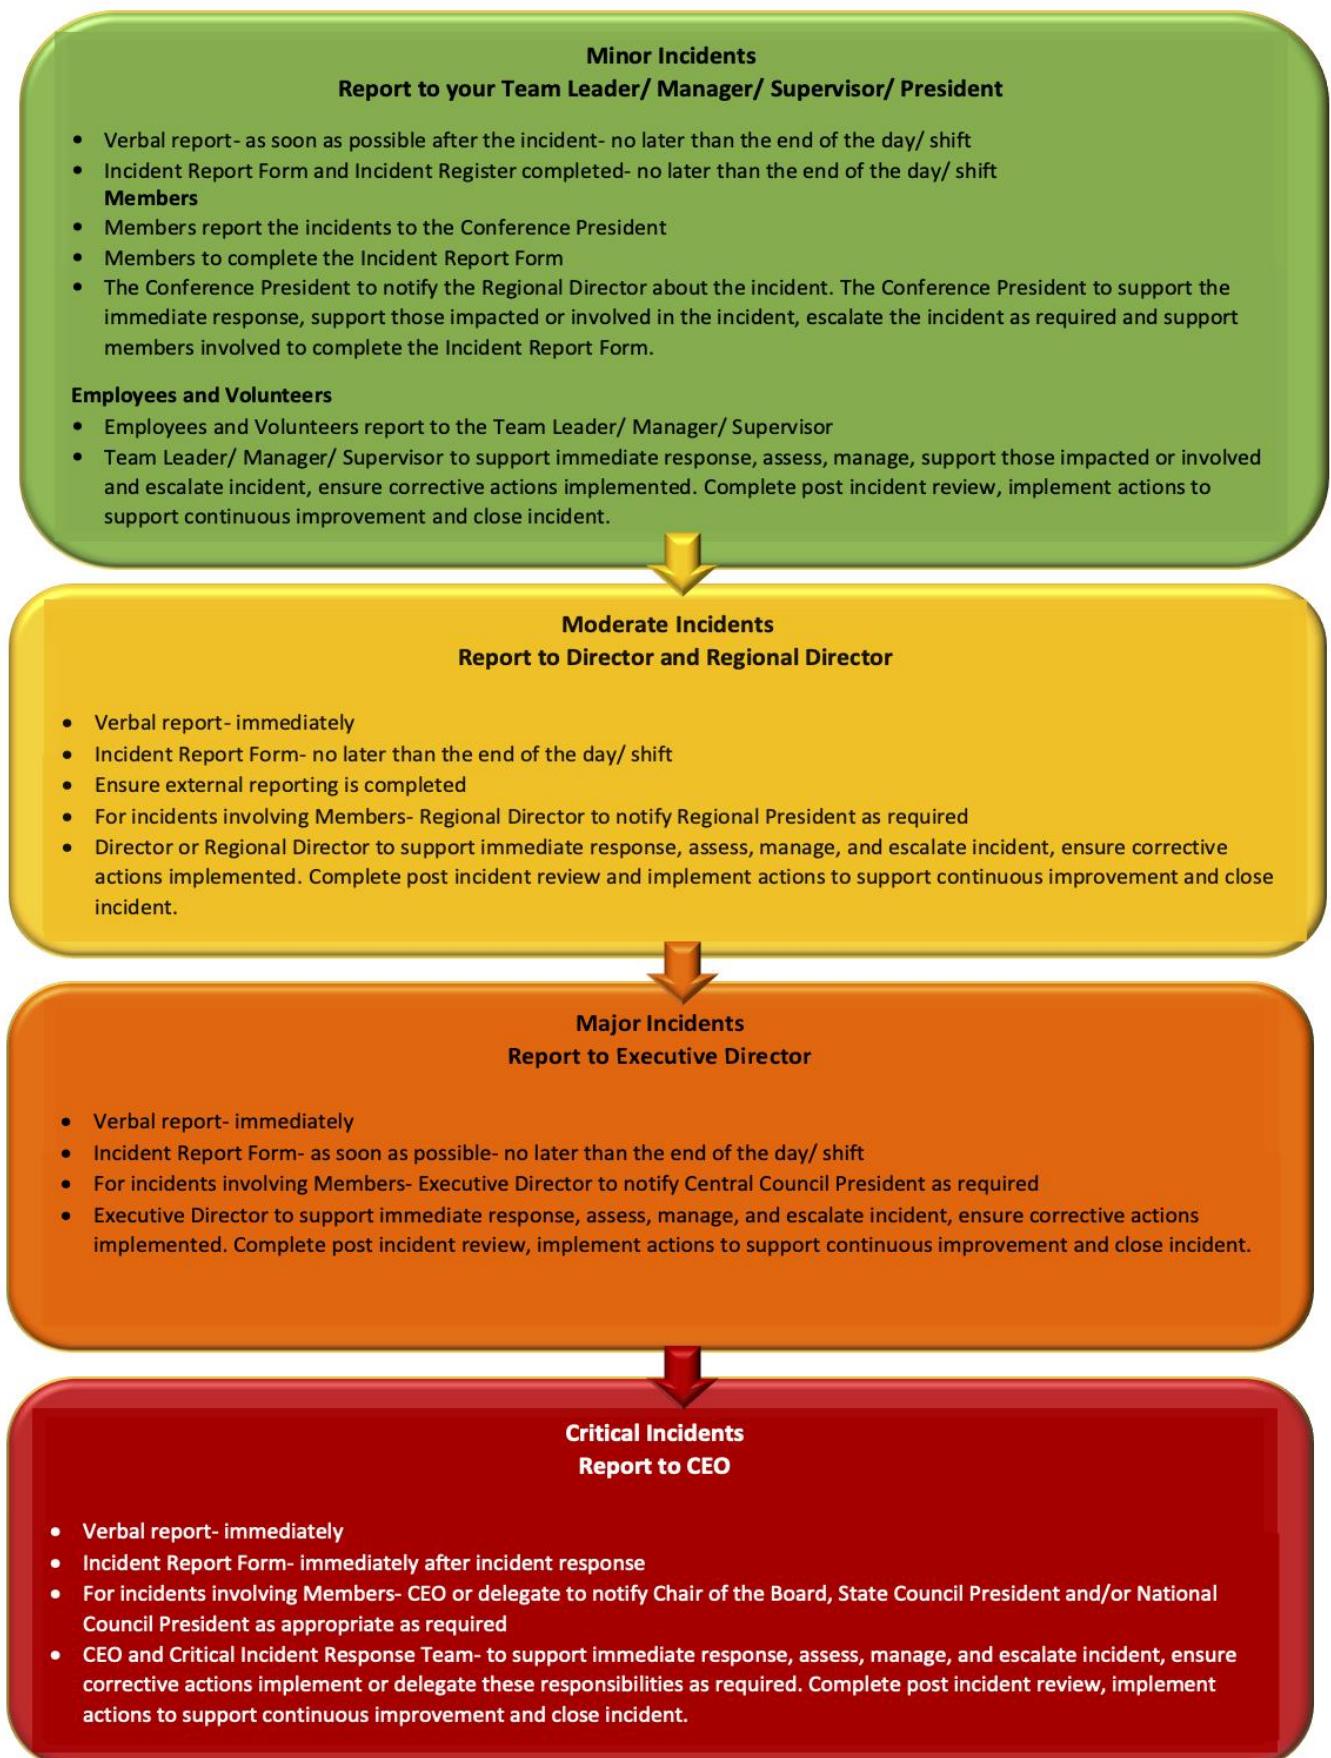 Minor Incidents
Report to your Team Leader/ Manager/ Supervisor/ President
• Verbal report- as soon as possible after the incident- no later than the end of the day/ shift
• Incident Report Form and Incident Register completed- no later than the end of the day/ shift
Members
• Members report the incidents to the Conference President
• Members to complete the Incident Report Form
• The Conference President to notify the Regional Director about the incident. The Conference President to support the
immediate response, support those impacted or involved in the incident, escalate the incident as required and support
members involved to complete the Incident Report Form.
Employees and Volunteers
• Employees and Volunteers report to the Team Leader/ Manager/ Supervisor
• Team Leader/ Manager/ Supervisor to support immediate response, assess, manage, support those impacted or involved
and escalate incident, ensure corrective actions implemented. Complete post incident review, implement actions to
support continuous improvement and close incident.
Moderate Incidents
Report to Director and Regional Director
• Verbal report- immediately
• Incident Report Form- no later than the end of the day/ shift
• Ensure external reporting is completed
• For incidents involving Members- Regional Director to notify Regional President as required
• Director or Regional Director to support immediate response, assess, manage, and escalate incident, ensure corrective
actions implemented. Complete post incident review and implement actions to support continuous improvement and close
incident.
Major Incidents
Report to Executive Director
• Verbal report- immediately
• Incident Report Form- as soon as possible- no later than the end of the day/ shift
• For incidents involving Members- Executive Director to notify Central Council President as required
• Executive Director to support immediate response, assess, manage, and escalate incident, ensure corrective actions
implemented. Complete post incident review, implement actions to support continuous improvement and close incident.
Critical Incidents
Report to CEO
• Verbal report- immediately
• Incident Report Form- immediately after incident response
• For incidents involving Members- CEO or delegate to notify Chair of the Board, State Council President and/or National
Council President as appropriate as required
• CEO and Critical Incident Response Team- to support immediate response, assess, manage, and escalate incident, ensure
corrective actions implement or delegate these responsibilities as required. Complete post incident review, implement
actions to support continuous improvement and close incident.